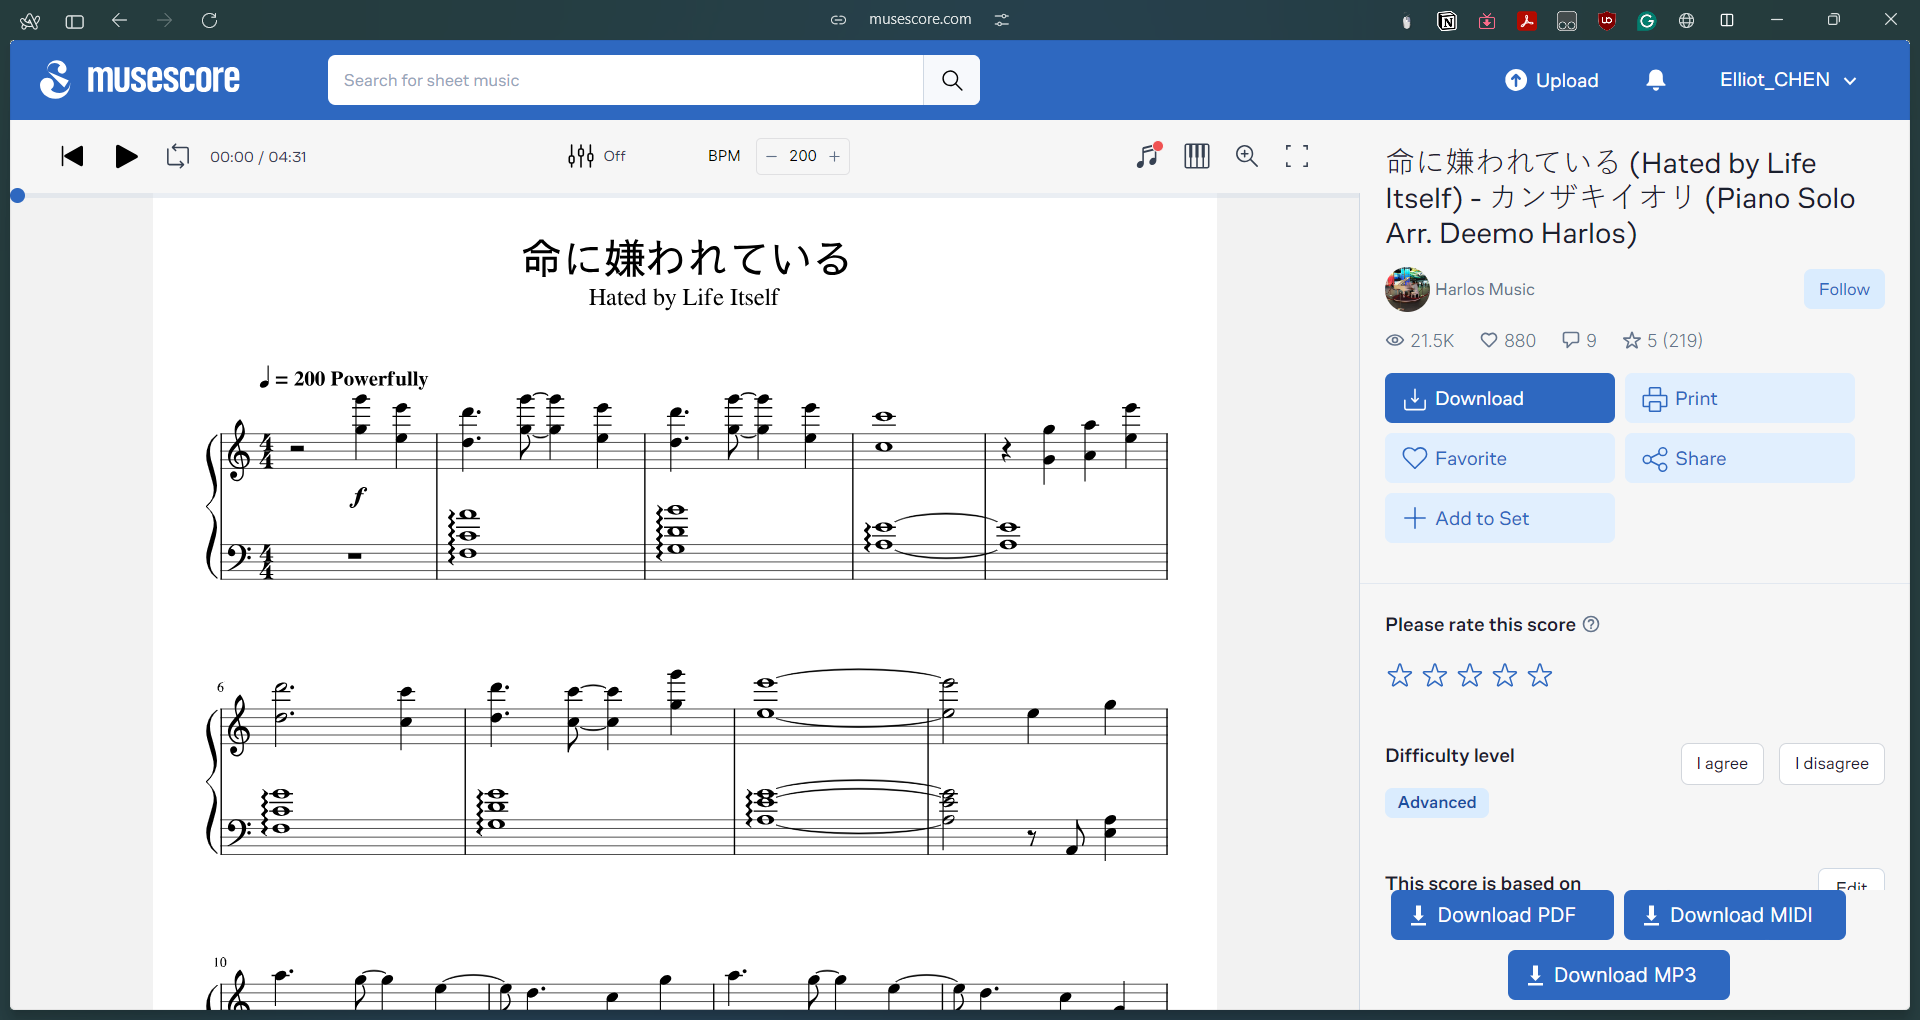 musescore.com
musescore
Search for sheet music
Upload
Elliot_CHEN
00:00 / 04:31
Off
BPM
200
命に嫌われている
Hated by Life Itself
= 200 Powerfully
f
6
10
命に嫌われている (Hated by Life
Itself) - カンザキイオリ (Piano Solo
Arr. Deemo Harlos)
Harlos Music
Follow
21.5K
880
9
5 (219)
Download
Print
Favorite
Share
Add to Set
Please rate this score
Difficulty level
I agree
I disagree
Advanced
This score is based on
Edit
Download PDF
Download MIDI
Download MP3